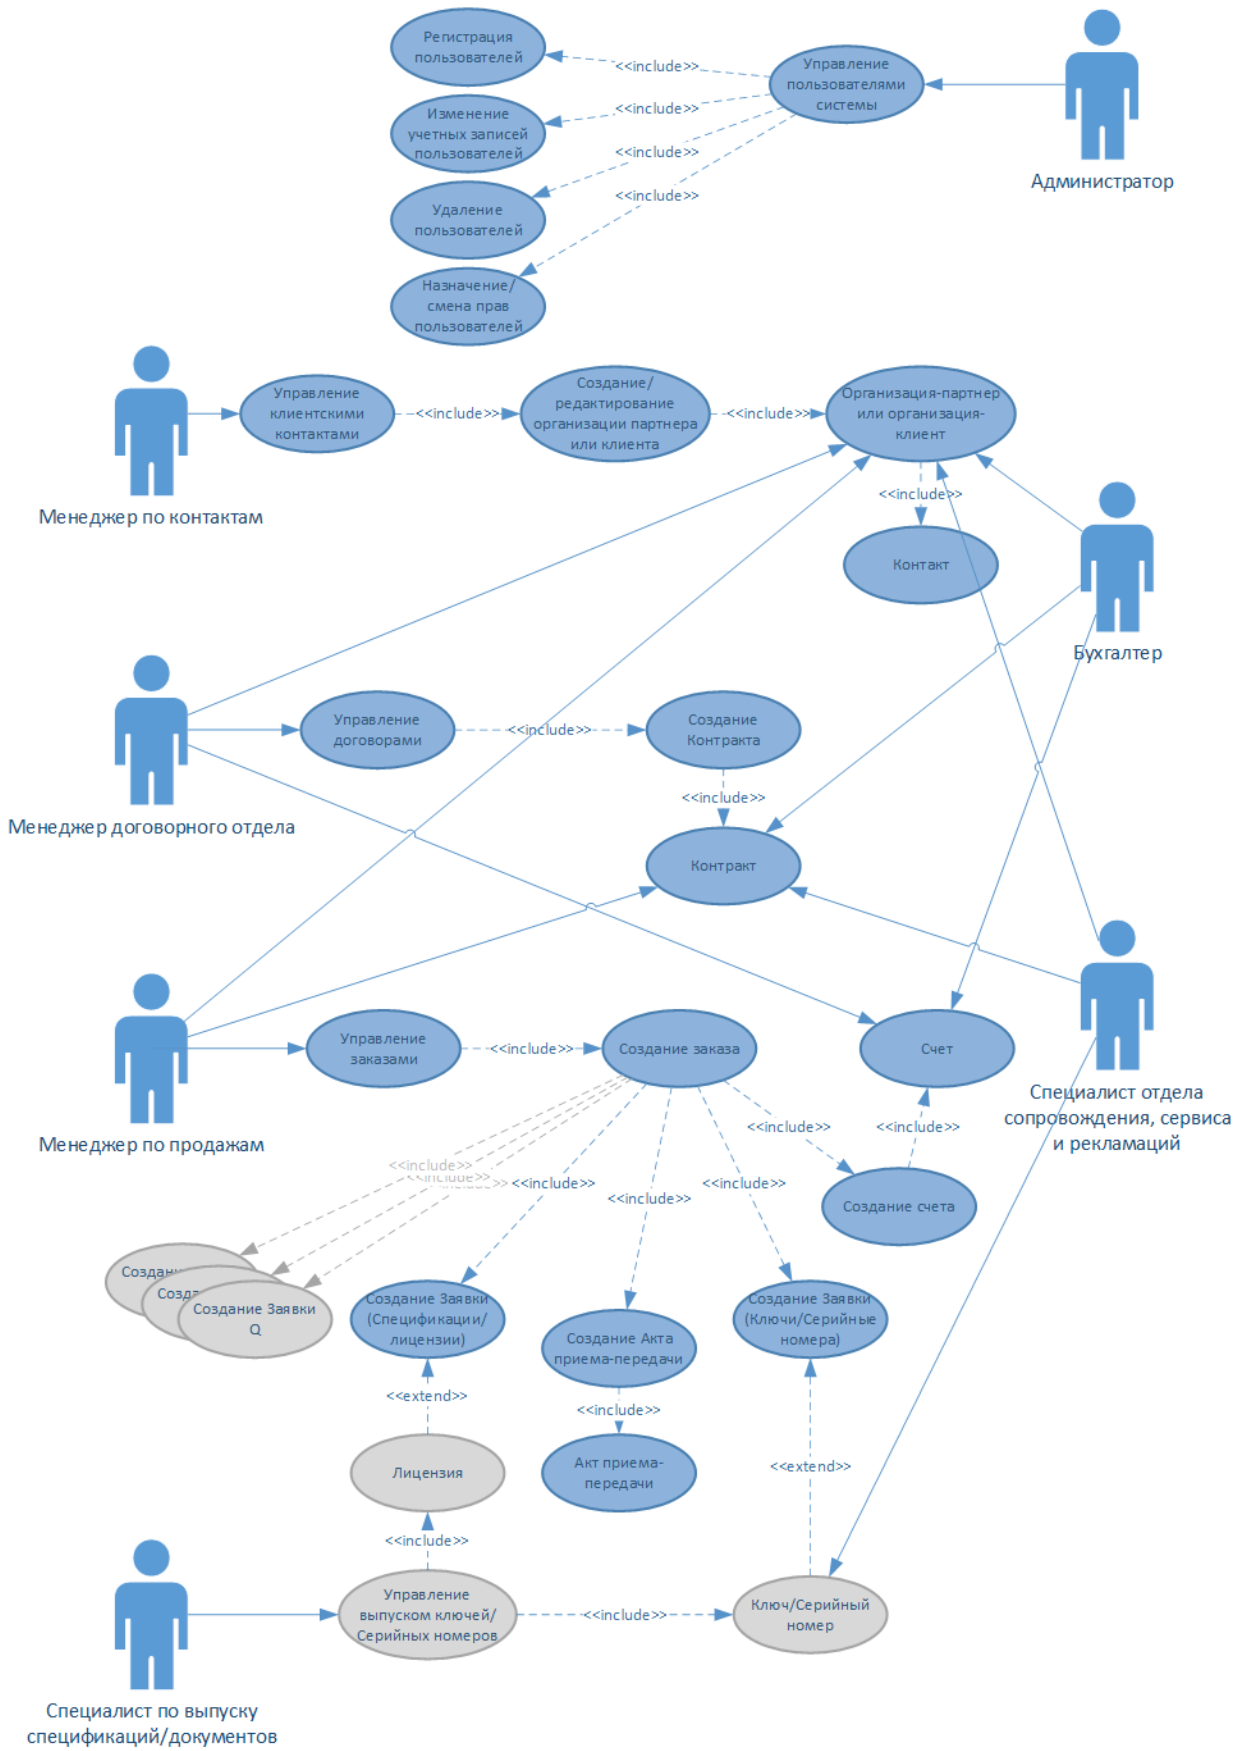 Регистрация
пользователей
<<include>>
Управление
пользователями
системы
Изменение
учетных записей
пользователей
<<include>>
<<include>>
Администратор
Удаление
пользователей
<<include>>
Назначение/
смена прав
пользователей
Управление
клиентскими
контактами
<<include>>
Создание/
редактирование
организации партнера
или клиента
<<include>>
Организация-партнер
или организация-
клиент
Менеджер по контактам
<<include>>
Контакт
Бухгалтер
Управление
договорами
<<include>>
Создание
Контракта
<<include>>
Менеджер договорного отдела
Контракт
Управление
заказами
<<include>>
Создание заказа
Счет
Менеджер по продажам
Специалист отдела
сопровождения, сервиса
и рекламаций
<<include>>
<<include>>
<<include>>
<<include>>
<<include>>
<<include>>
<<include>>
<<include>>
Создание счета
Создан
Созд
Создание Заявки
Q
Создание Заявки
(Спецификации/
лицензии)
Создание Акта
приема-передачи
Создание Заявки
(Ключи/Серийные
номера)
<<extend>>
<<include>>
Лицензия
Акт приема-
передачи
<<extend>>
<<include>>
Управление
выпуском ключей/
Серийных номеров
<<include>>
Ключ/Серийный
номер
Специалист по выпуску
спецификаций/документов